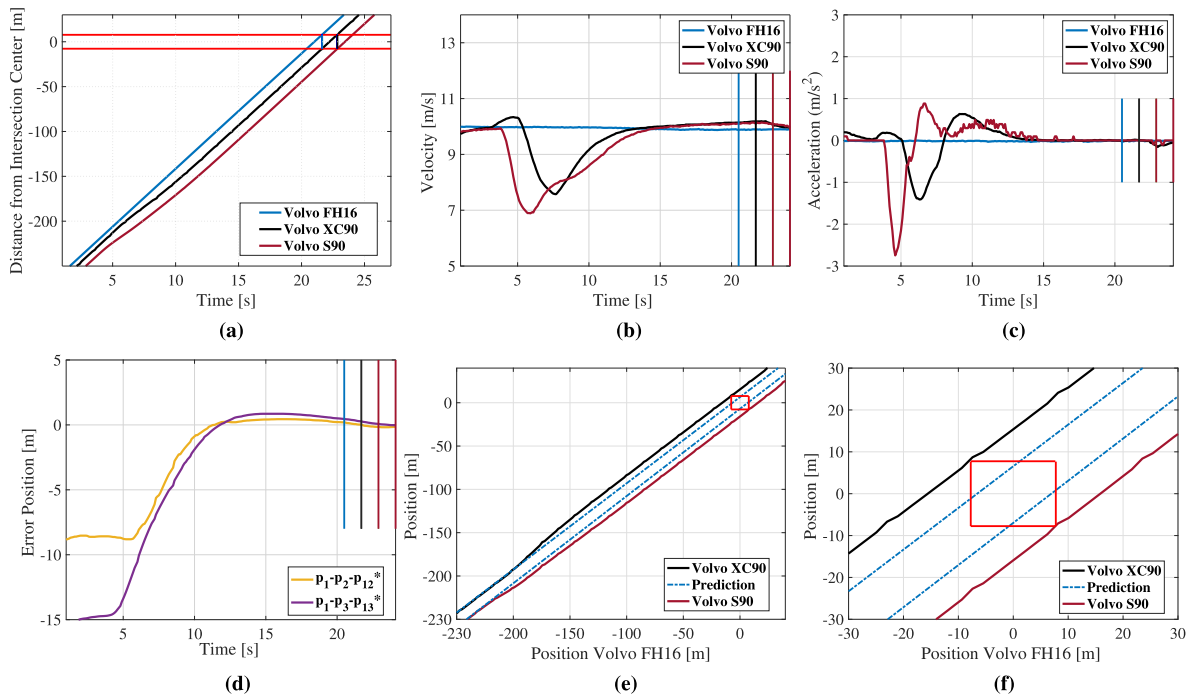 Distance from Intersection Center [m]
0
-50
-100
-150
-200
5
10
15
20
25
Time [s]
Volvo FH16
Volvo XC90
Volvo S90
(a)
Velocity [m/s]
13
11
9
7
5
0
5
10
15
20
Time [s]
Volvo FH16
Volvo XC90
Volvo S90
(b)
Acceleration (m/s²)
3
2
1
0
-1
-2
-3
5
10
15
20
Time [s]
Volvo FH16
Volvo XC90
Volvo S90
(c)
Error Position [m]
5
0
-5
-10
-15
5
10
15
20
Time [s]
p₁-p₂-p₁₂*
p₁-p₃-p₁₃*
(d)
Position [m]
0
-50
-100
-150
-200
-230
-230
-200
-150
-100
-50
0
Position Volvo FH16 [m]
Volvo XC90
Prediction
Volvo S90
(e)
Position [m]
30
20
10
0
-10
-20
-30
-30
-20
-10
0
10
20
30
Position Volvo FH16 [m]
Volvo XC90
Prediction
Volvo S90
(f)